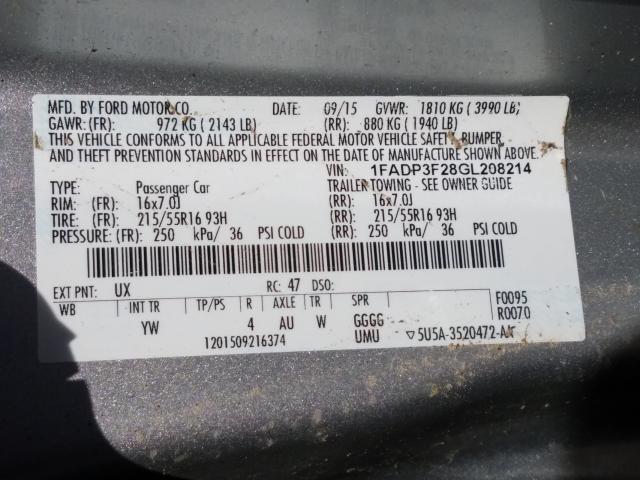 MFD. BY FORD MOTOR CO. DATE: 09/15 GVWR: 1810 KG ( 3990 LB)
GAWR: (FR): 972 KG ( 2143 LB) (RR): 880 KG ( 1940 LB)
THIS VEHICLE CONFORMS TO ALL APPLICABLE FEDERAL MOTOR VEHICLE SAFETY, BUMPER,
AND THEFT PREVENTION STANDARDS IN EFFECT ON THE DATE OF MANUFACTURE SHOWN ABOVE.
VIN: 1FADP3F28GL208214
TYPE: Passenger Car TRAILER TOWING - SEE OWNER GUIDE
RIM: (FR): 16x7.0J (RR): 16x7.0J
TIRE: (FR): 215/55R16 93H (RR): 215/55R16 93H
PRESSURE: (FR): 250 kPa/ 36 PSI COLD (RR): 250 kPa/ 36 PSI COLD
EXT PNT: UX RC: 47 DSO:
WB INT TR TP/PS R AXLE TR SPR F0095
YW 4 AU W GGGG R0070
1201509216374 UMU ▽5U5A-3520472-AA